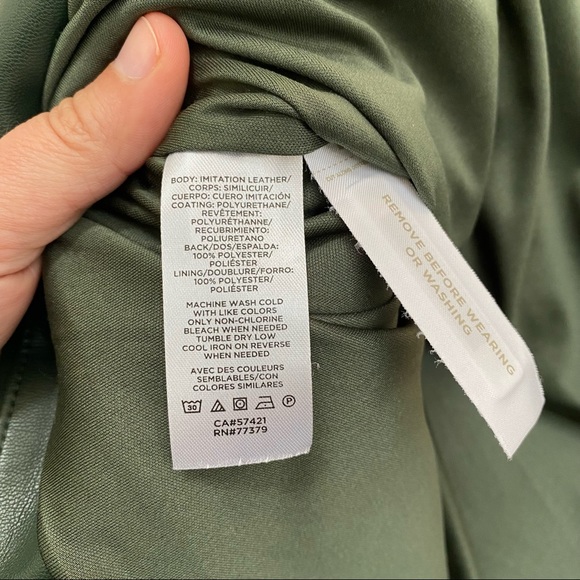 BODY: IMITATION LEATHER/
CORPS: SIMILICUIR/
CUERPO: CUERO IMITACIÓN
COATING: POLYURETHANE/
REVÊTEMENT:
POLYURÉTHANNE/
RECUBRIMIENTO:
POLIURETANO
BACK/DOS/ESPALDA:
100% POLYESTER/
POLIÉSTER
LINING/DOUBLURE/FORRO:
100% POLYESTER/
POLIÉSTER
MACHINE WASH COLD
WITH LIKE COLORS
ONLY NON-CHLORINE
BLEACH WHEN NEEDED
TUMBLE DRY LOW
COOL IRON ON REVERSE
WHEN NEEDED
AVEC DES COULEURS
SEMBLABLES/CON
COLORES SIMILARES
30 P
CA#57421
RN#77379
REMOVE BEFORE WEARING
OR WASHING